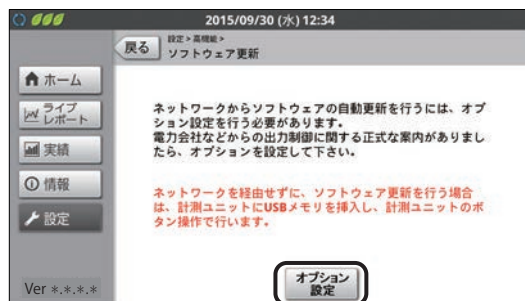 2015/09/30 (水) 12:34
戻る
設定 > 高機能 >
ソフトウェア更新
ホーム
ライブ
レポート
実績
情報
設定
ネットワークからソフトウェアの自動更新を行うには、オプ
ション設定を行う必要があります。
電力会社などからの出力制御に関する正式な案内がありまし
たら、オプションを設定して下さい。
ネットワークを経由せずに、ソフトウェア更新を行う場合
は、計測ユニットにUSBメモリを挿入し、計測ユニットのボ
タン操作で行います。
オプション
設定
Ver *.*.*.*